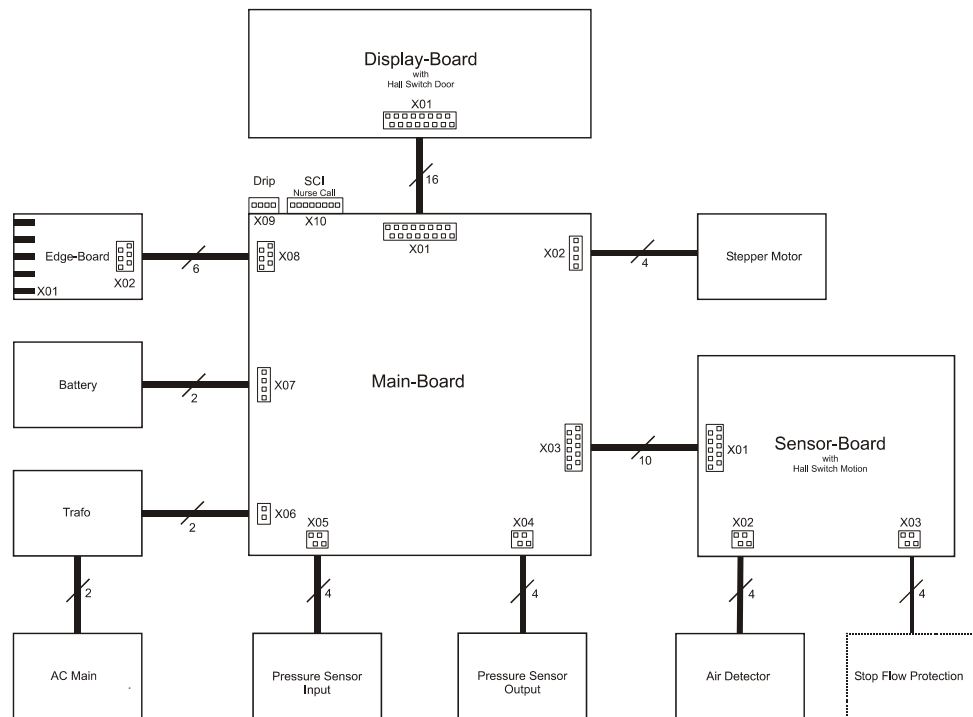 Display-Board
with
Hall Switch Door
X01
16
Drip
SCI
Nurse Call
X09
X10
Edge-Board
X02
X01
6
X08
X01
X02
4
Stepper Motor
Battery
2
X07
Main-Board
X03
10
X01
Sensor-Board
with
Hall Switch Motion
Trafo
2
X06
X05
X04
X02
X03
2
4
4
4
4
AC Main
Pressure Sensor
Input
Pressure Sensor
Output
Air Detector
Stop Flow Protection